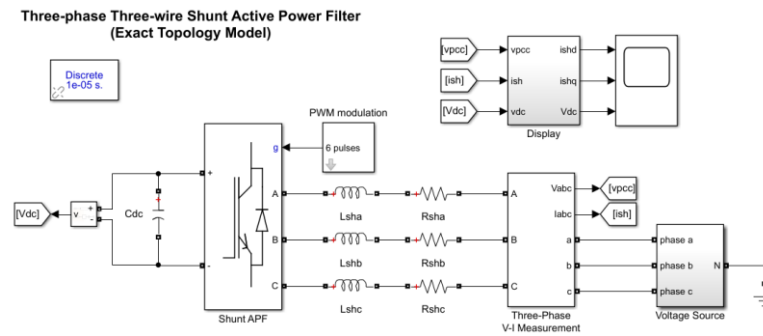 Three-phase Three-wire Shunt Active Power Filter
(Exact Topology Model)
Discrete
1e-05 s.
[vpcc]
[ish]
[Vdc]
vpcc
ish
vdc
ishd
ishq
Vdc
Display
PWM modulation
6 pulses
g
+
-
A
B
C
Shunt APF
[Vdc]
v
+
-
Cdc
+
Lsha
Lshb
Lshc
Rsha
Rshb
Rshc
A
B
C
Vabc
Iabc
a
b
c
Three-Phase
V-I Measurement
[vpcc]
[ish]
phase a
phase b
phase c
N
Voltage Source